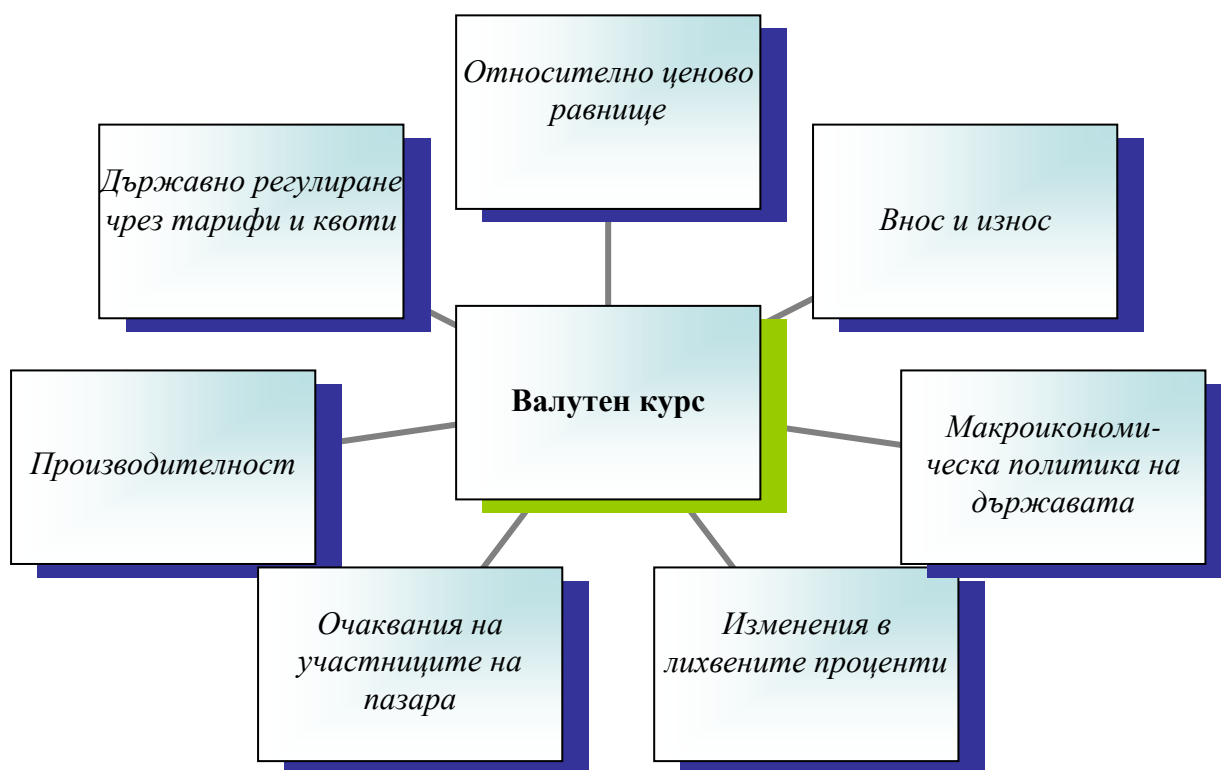 Относително ценово
равнище
Държавно регулиране
чрез тарифи и квоти
Внос и износ
Валутен курс
Производителност
Макроикономи-
ческа политика на
държавата
Очаквания на
участниците на
пазара
Изменения в
лихвените проценти